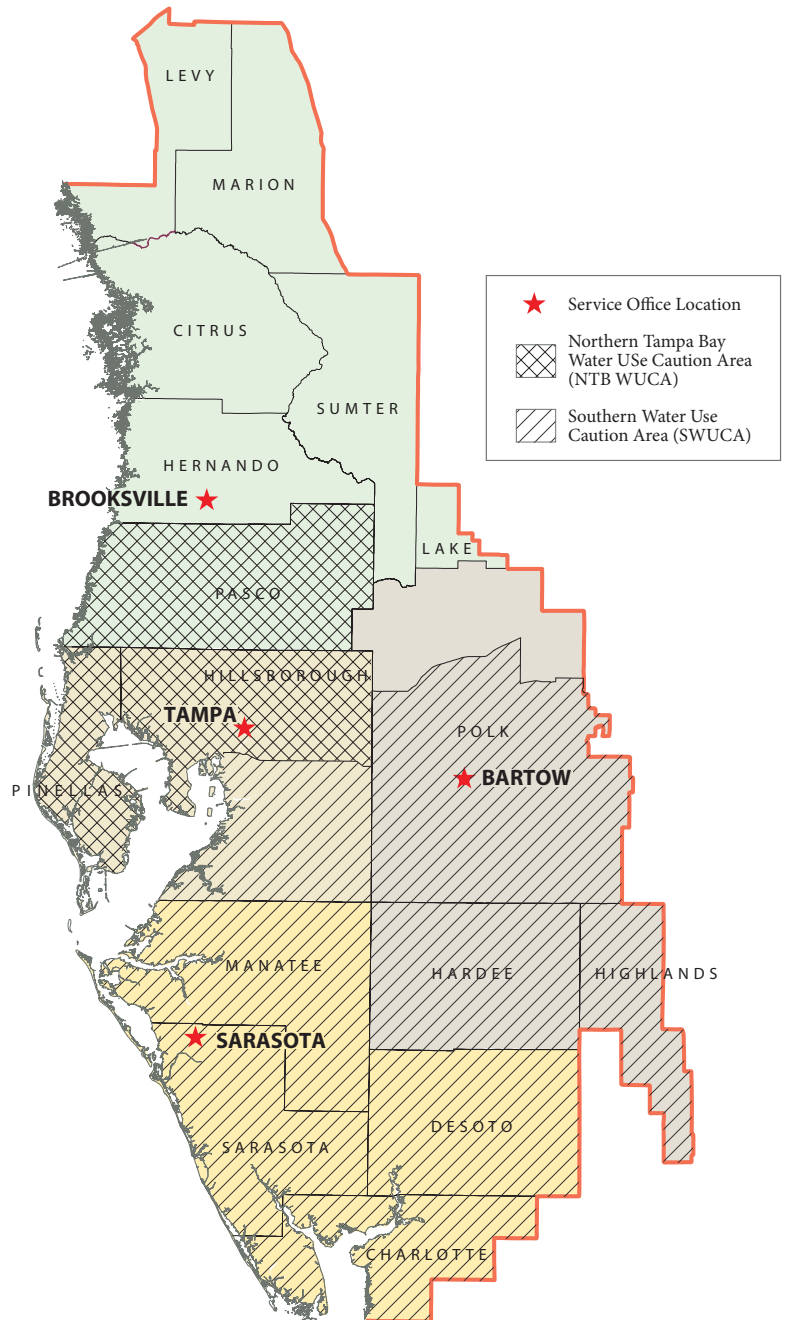 LEVY
MARION
CITRUS
SUMTER
HERNANDO
BROOKSVILLE
LAKE
PASCO
HILLSBOROUGH
TAMPA
POLK
BARTOW
PINELLAS
MANATEE
HARDEE
HIGHLANDS
SARASOTA
DESOTO
SARASOTA
CHARLOTTE
Service Office Location
Northern Tampa Bay
Water USe Caution Area
(NTB WUCA)
Southern Water Use
Caution Area (SWUCA)